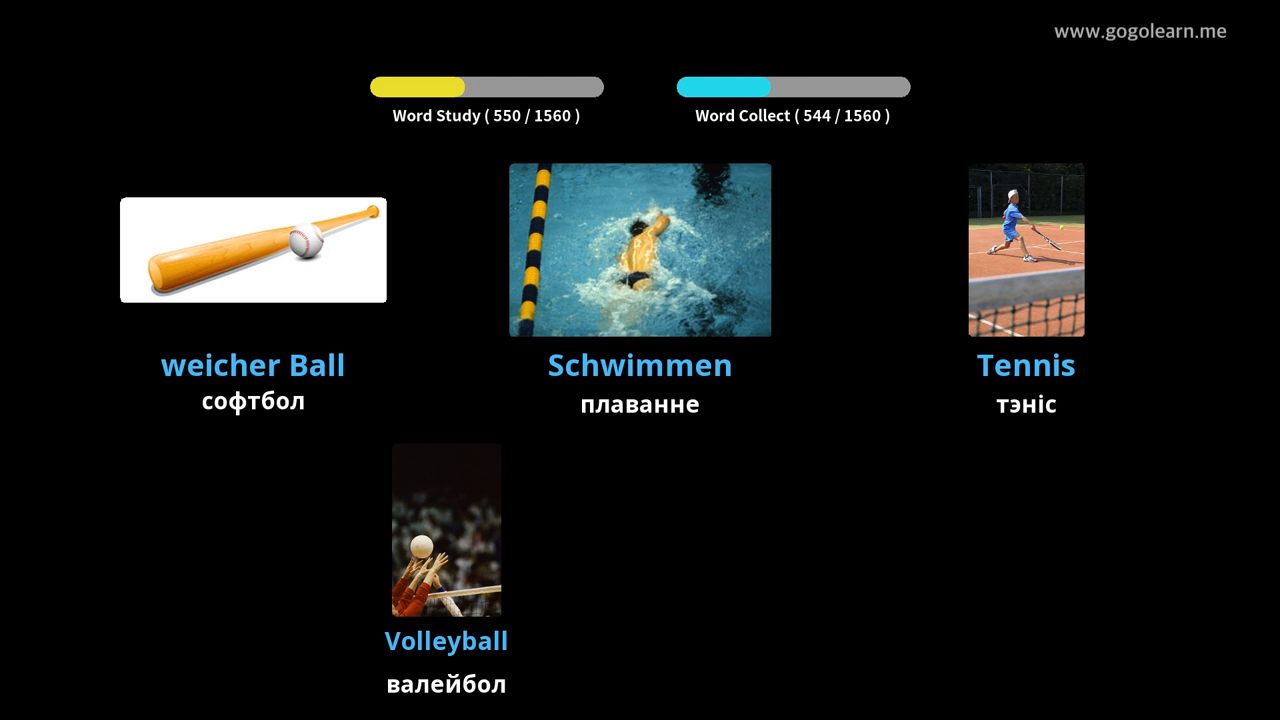 www.gogolearn.me
Word Study ( 550 / 1560 )
Word Collect ( 544 / 1560 )
weicher Ball
софтбол
Schwimmen
плаванне
Tennis
тэніс
Volleyball
валейбол